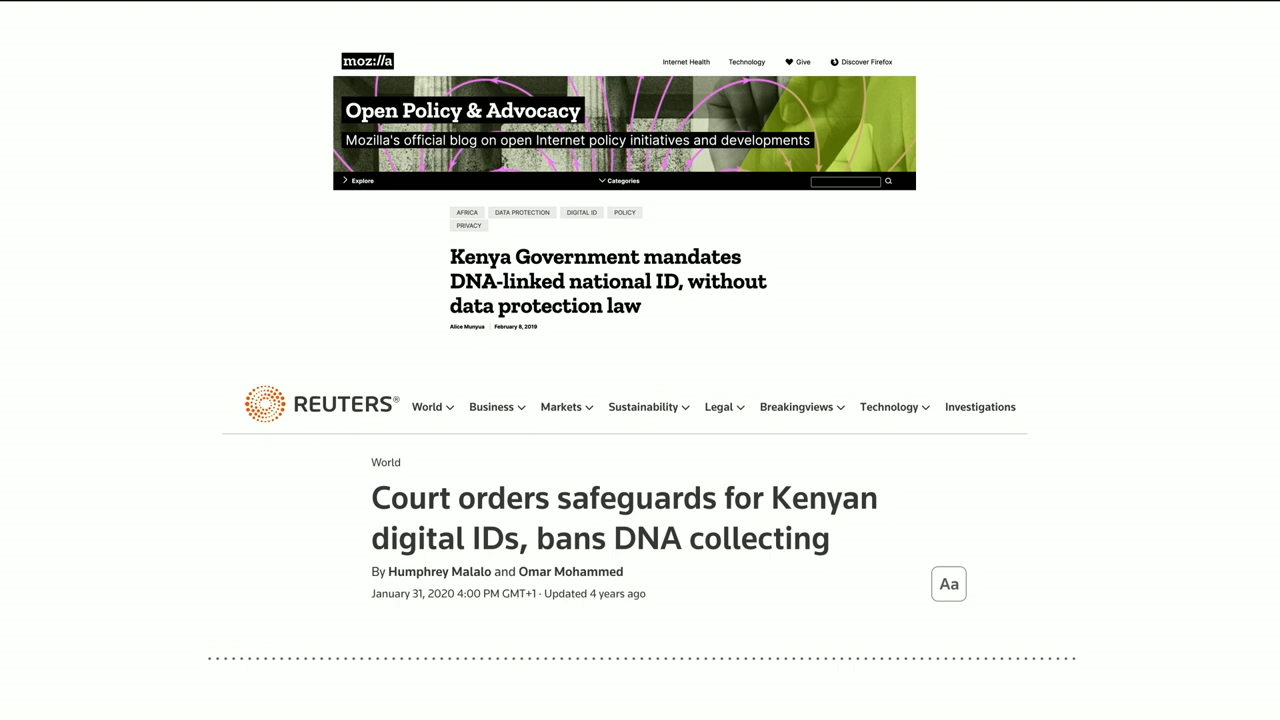 moz://a
Internet Health Technology Give Discover Firefox
Open Policy & Advocacy
Mozilla's official blog on open Internet policy initiatives and developments
Explore Categories
AFRICA DATA PROTECTION DIGITAL ID POLICY
PRIVACY
Kenya Government mandates
DNA-linked national ID, without
data protection law
Alice Munyua February 8, 2019
REUTERS® World Business Markets Sustainability Legal Breakingviews Technology Investigations
World
Court orders safeguards for Kenyan
digital IDs, bans DNA collecting
By Humphrey Malalo and Omar Mohammed
January 31, 2020 4:00 PM GMT+1 · Updated 4 years ago
Aa